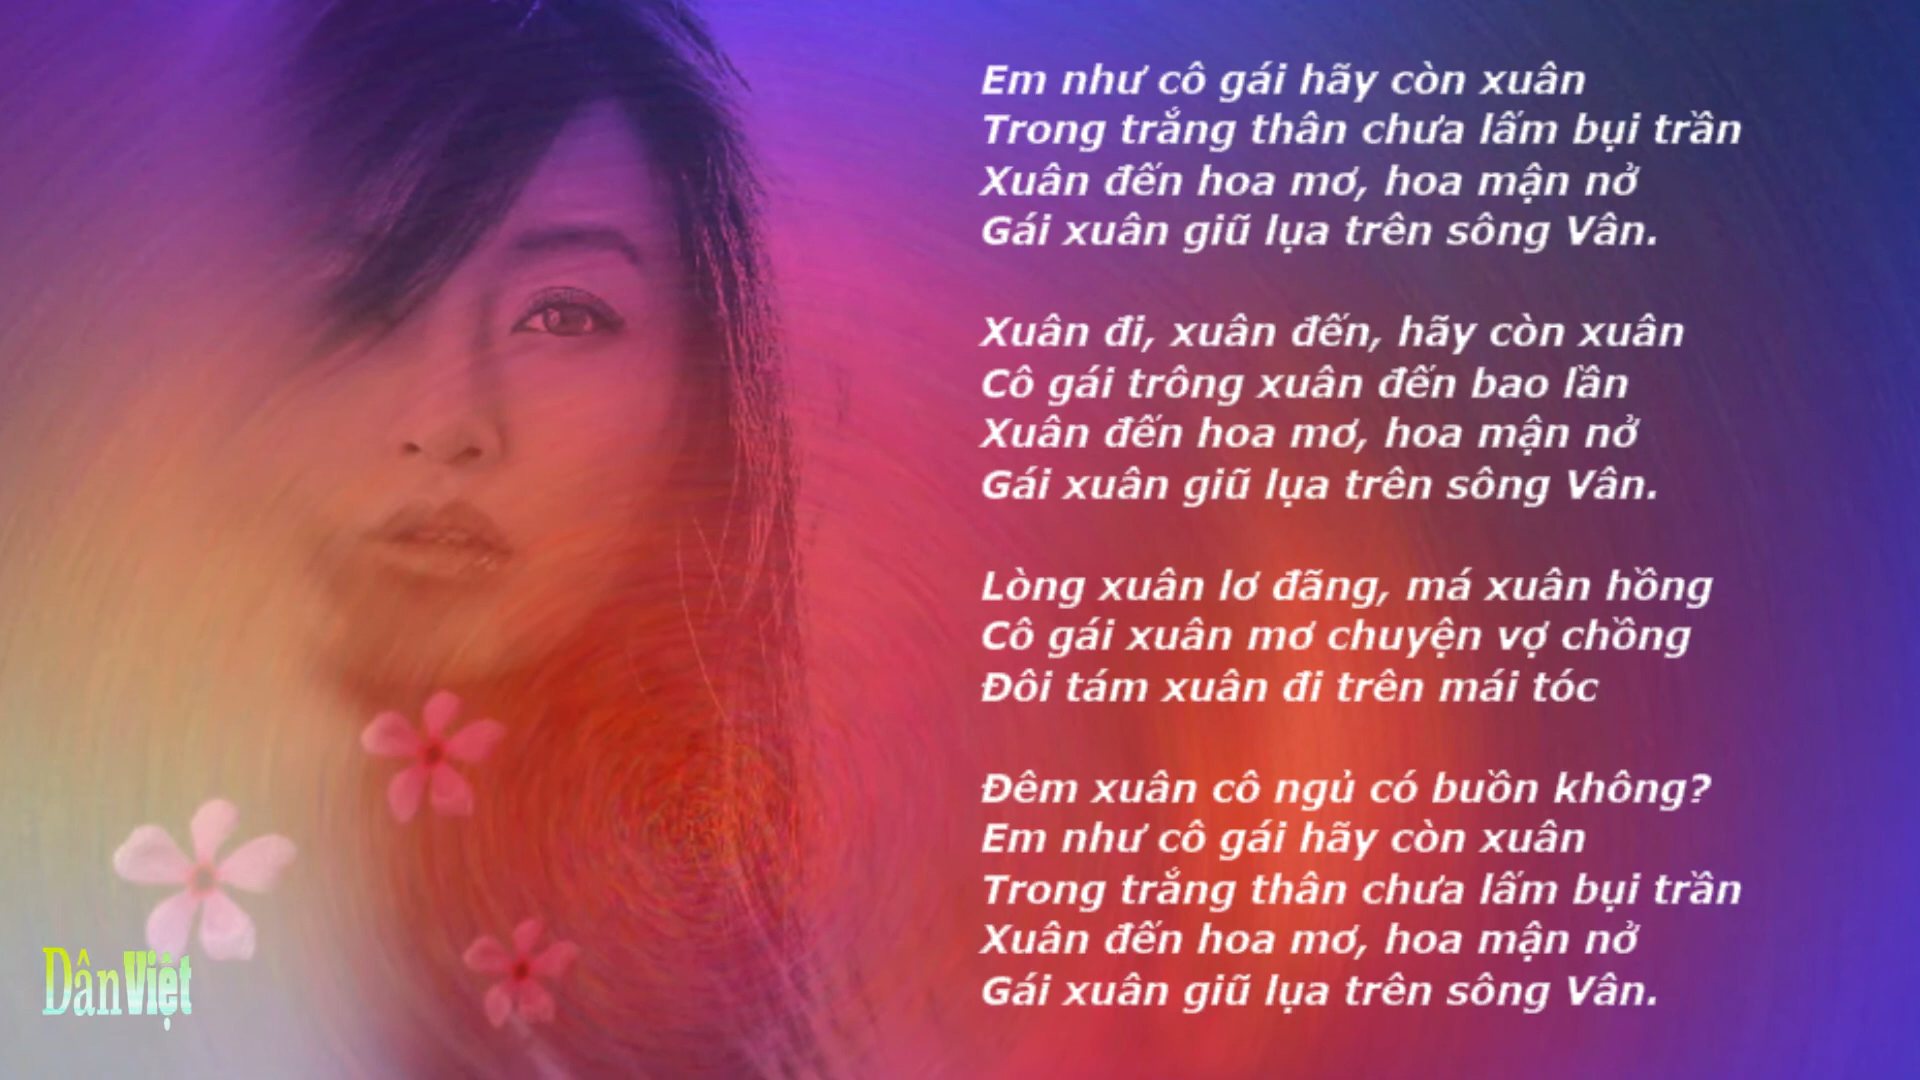 Em như cô gái hãy còn xuân
Trong trắng thân chưa lấm bụi trần
Xuân đến hoa mơ, hoa mận nở
Gái xuân giũ lụa trên sông Vân.
Xuân đi, xuân đến, hãy còn xuân
Cô gái trông xuân đến bao lần
Xuân đến hoa mơ, hoa mận nở
Gái xuân giũ lụa trên sông Vân.
Lòng xuân lơ đãng, má xuân hồng
Cô gái xuân mơ chuyện vợ chồng
Đôi tám xuân đi trên mái tóc
Đêm xuân cô ngủ có buồn không?
Em như cô gái hãy còn xuân
Trong trắng thân chưa lấm bụi trần
Xuân đến hoa mơ, hoa mận nở
Gái xuân giũ lụa trên sông Vân.
DânViệt